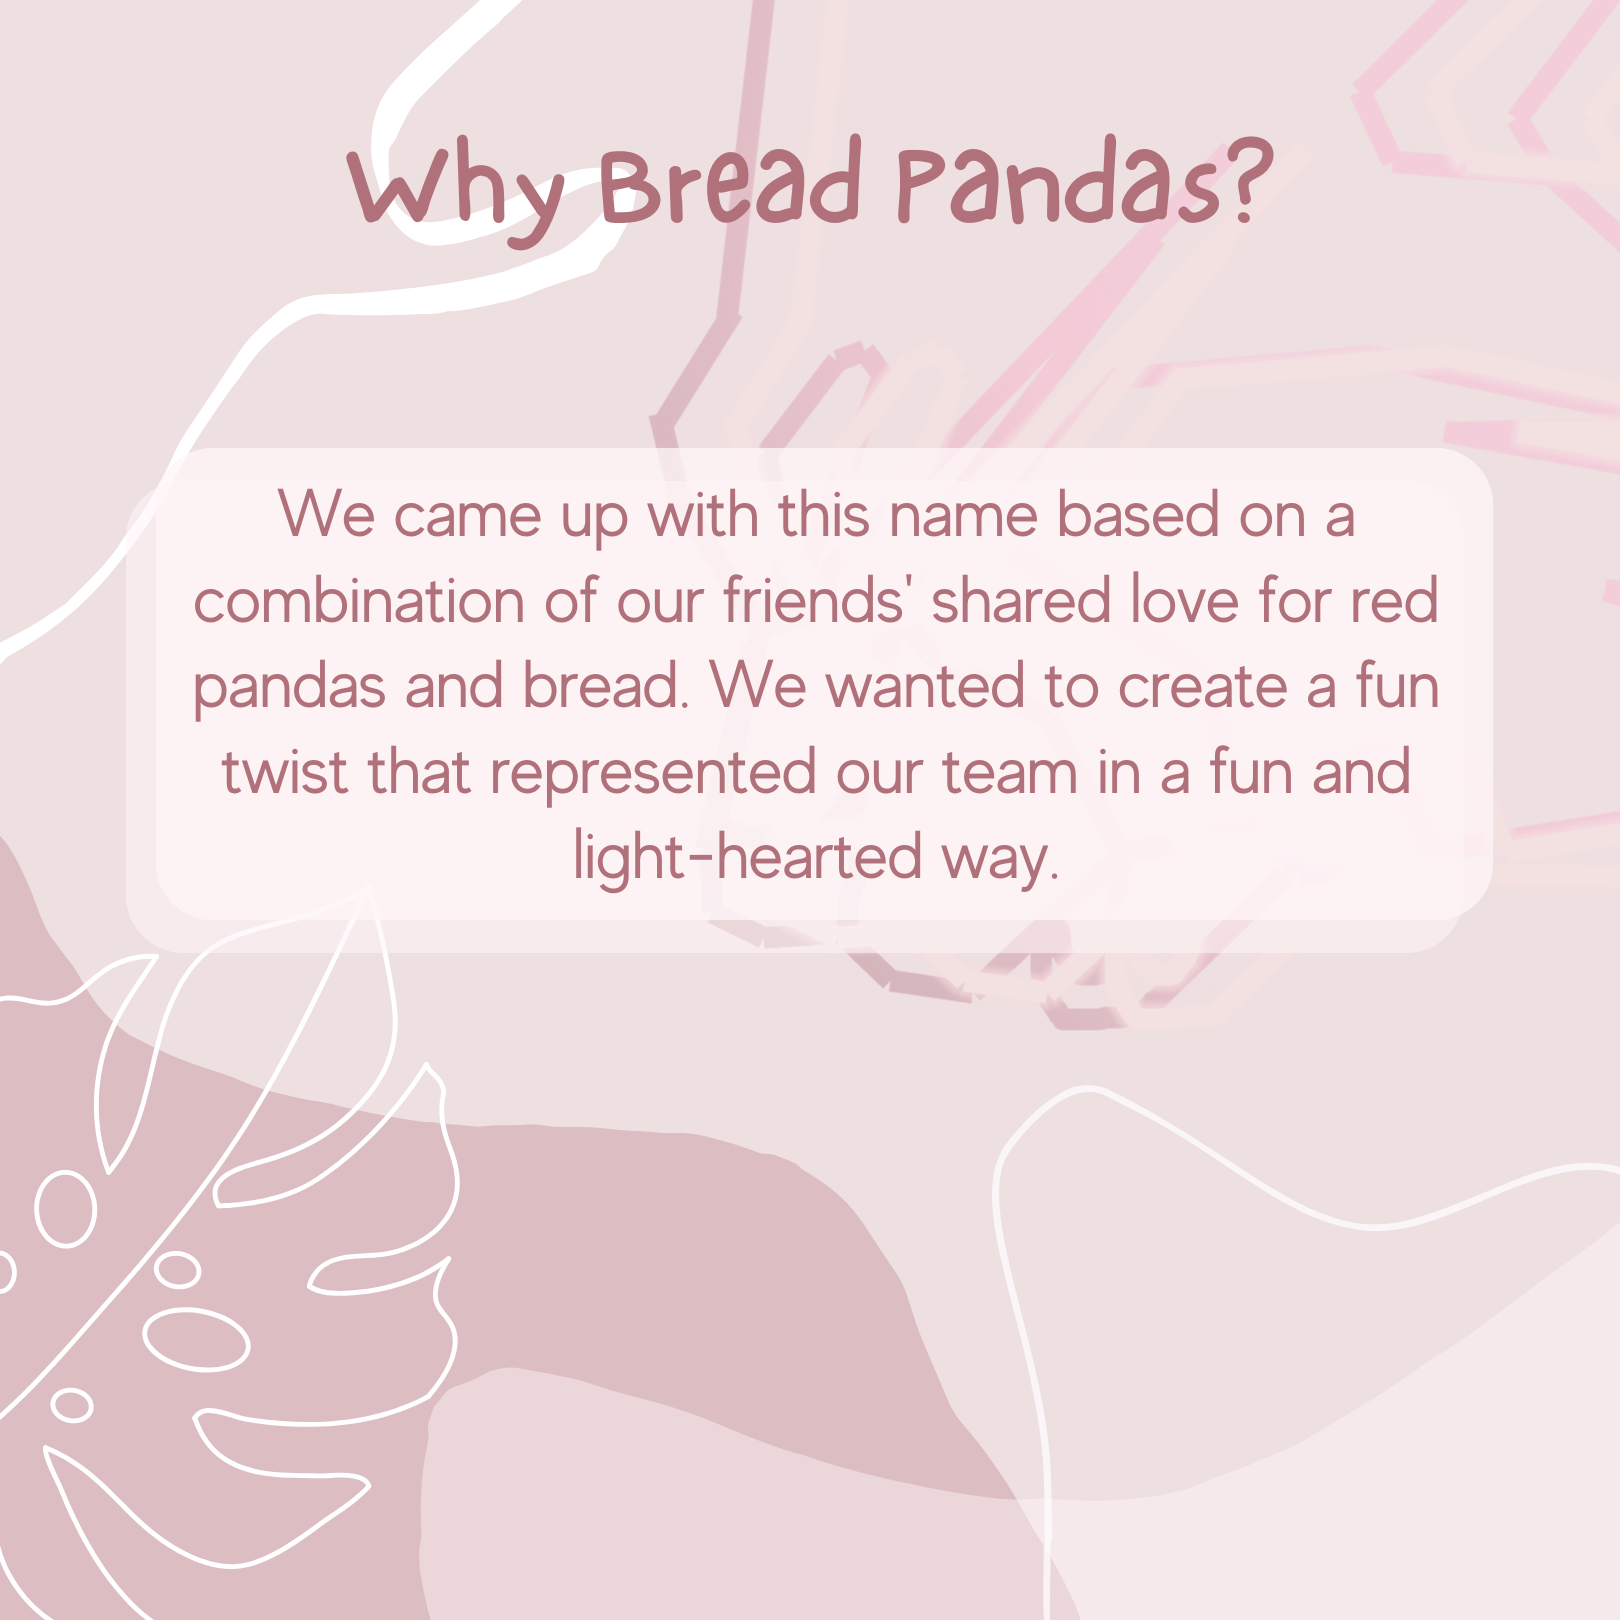 Why Bread Pandas?
We came up with this name based on a
combination of our friends' shared love for red
pandas and bread. We wanted to create a fun
twist that represented our team in a fun and
light-hearted way.